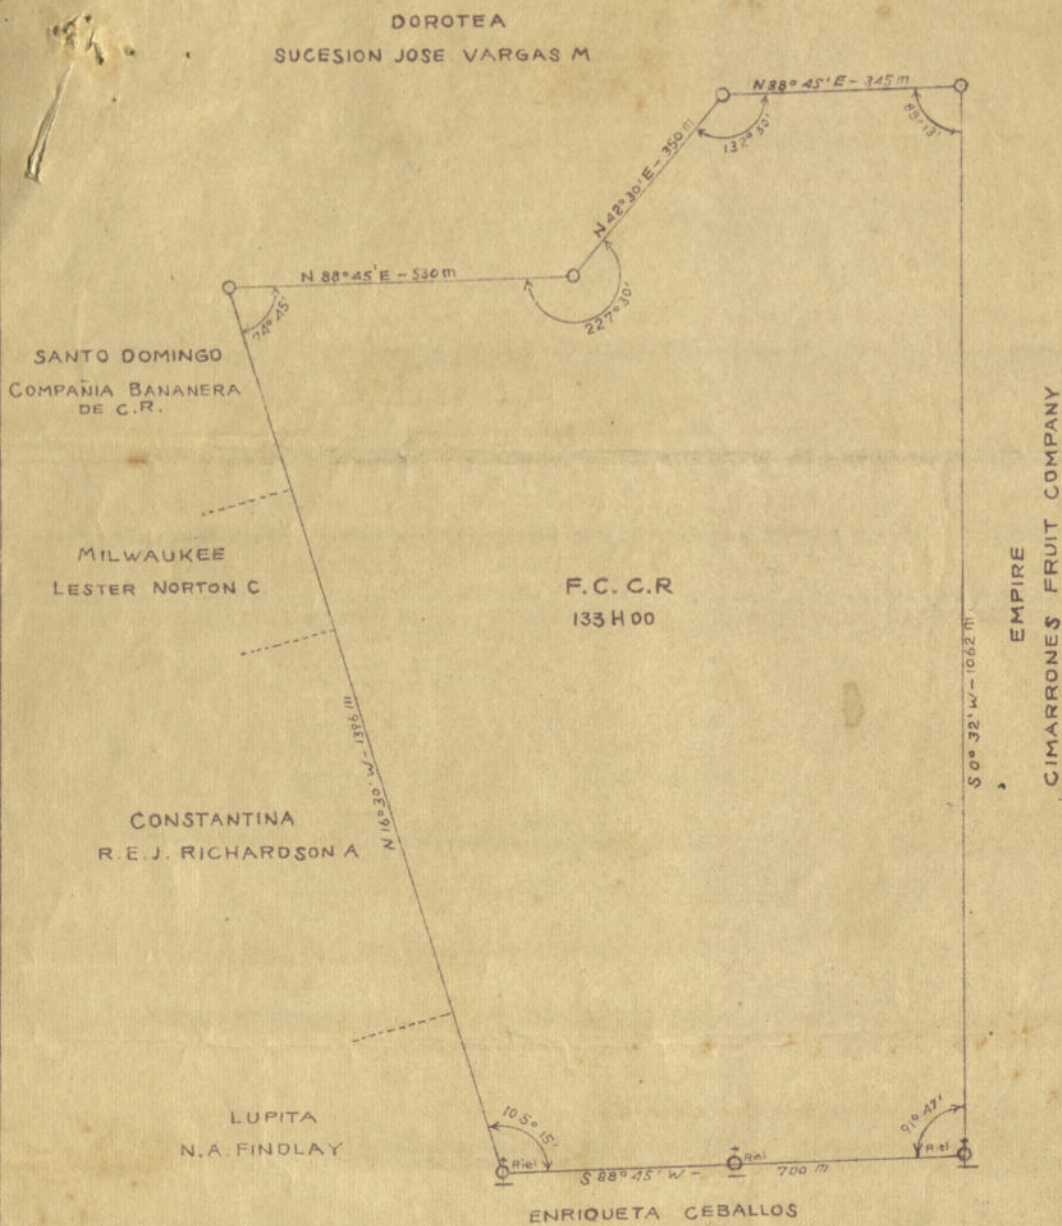 DOROTEA
SUCESION JOSE VARGAS M
N 88° 45' E - 345 m
132° 30'
88° 13'
N 42° 30' E - 350 m
N 88° 45' E - 530 m
74° 45'
227° 30'
SANTO DOMINGO
COMPAÑIA BANANERA
DE C.R.
MILWAUKEE
LESTER NORTON C
F. C. C. R
133 H 00
EMPIRE
CIMARRONES FRUIT COMPANY
S 0° 32' W - 1062 m.
N 16° 30' W - 1396 m
CONSTANTINA
R. E. J. RICHARDSON A
LUPITA
N. A. FINDLAY
105° 15'
91° 47'
Riel
Riel
Riel
S 88° 45' W - 700 m
ENRIQUETA CEBALLOS